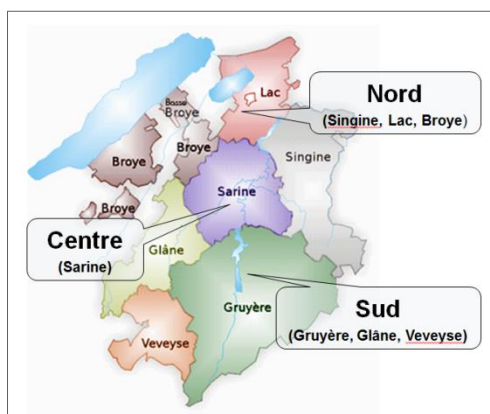 Lac
Nord
(Singine, Lac, Broye)
Basse
Broye
Broye
Broye
Singine
Sarine
Broye
Centre
(Sarine)
Glâne
Sud
(Gruyère, Glâne, Veveyse)
Gruyère
Veveyse